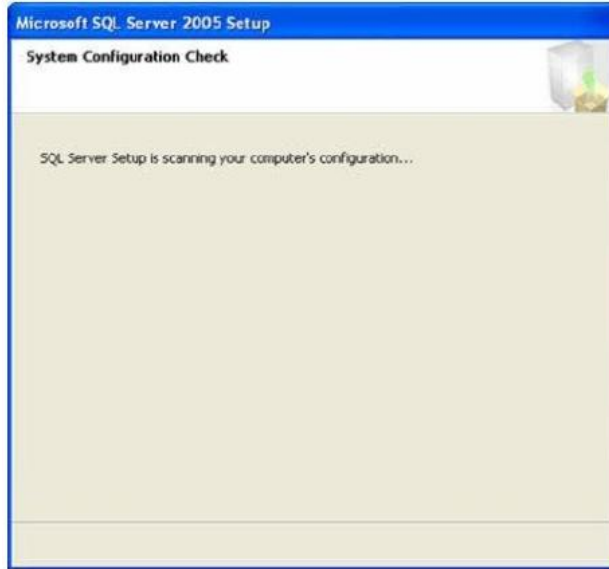 Microsoft SQL Server 2005 Setup
System Configuration Check
SQL Server Setup is scanning your computer's configuration...